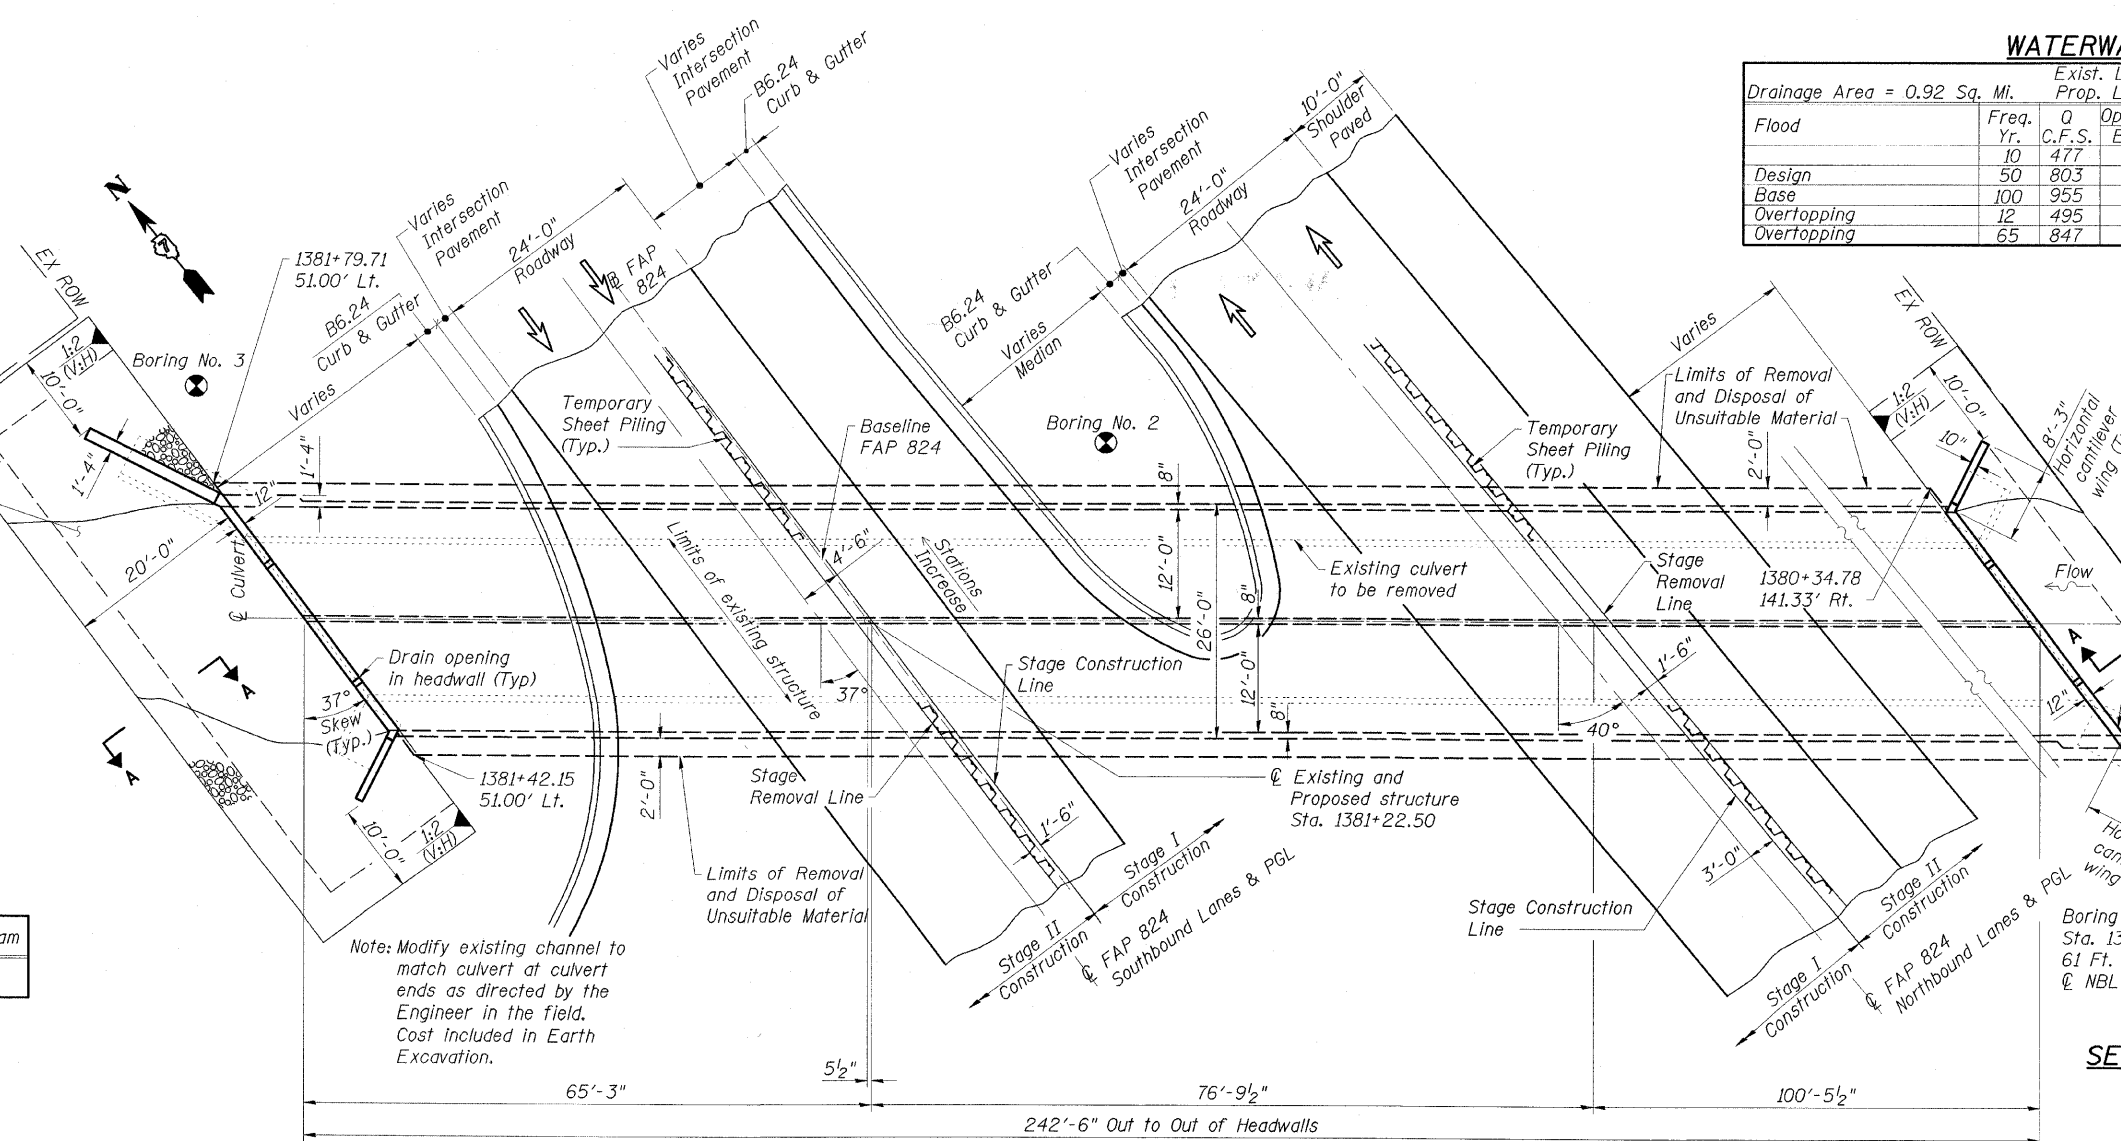 WATERWA
Drainage Area = 0.92 Sq. Mi.
Exist. L
Prop. L
Flood
Freq. Yr.
Q C.F.S.
Op
E
10 477
Design 50 803
Base 100 955
Overtopping 12 495
Overtopping 65 847
N
7
EX ROW
1381+79.71
51.00' Lt.
Boring No. 3
1:2
(V:H)
10'-0"
1'-4"
B6.24
Curb & Gutter
Varies
Varies
Intersection
Pavement
24'-0"
Roadway
℄ FAP
824
Varies
Intersection
Pavement
B6.24
Curb & Gutter
Temporary
Sheet Piling
(Typ.)
Baseline
FAP 824
B6.24
Curb & Gutter
Varies
Median
Varies
Intersection
Pavement
24'-0"
Roadway
10'-0"
Shoulder
Paved
Boring No. 2
Temporary
Sheet Piling
(Typ.)
Varies
Limits of Removal
and Disposal of
Unsuitable Material
EX ROW
1:2
(V:H)
10'-0"
10"
8'-3"
Horizontal
cantilever
wing (T
2'-0"
1'-4"
12"
20'-0"
℄ Culvert
Limits of existing structure
4'-6"
Stations
Increase
8"
12'-0"
26'-0"
8"
12'-0"
8"
Existing culvert
to be removed
Stage
Removal
Line
1380+34.78
141.33' Rt.
Flow
A
A
A
Drain opening
in headwall (Typ)
37°
Skew
(Typ.)
37°
Stage Construction
Line
1'-6"
40°
12"
1381+42.15
51.00' Lt.
2'-0"
Stage
Removal Line
℄ Existing and
Proposed structure
Sta. 1381+22.50
10'-0"
1:2
(V:H)
Limits of Removal
and Disposal of
Unsuitable Material
1'-6"
Stage I
Construction
Stage II
Construction
℄ FAP 824
Southbound Lanes & PGL
3'-0"
Stage Construction
Line
Stage II
Construction
Stage I
Construction
℄ FAP 824
Northbound Lanes & PGL
Ho
can
wing
Boring
Sta. 13
61 Ft.
℄ NBL
am
Note: Modify existing channel to
match culvert at culvert
ends as directed by the
Engineer in the field.
Cost included in Earth
Excavation.
5½"
65'-3"
76'-9½"
100'-5½"
242'-6" Out to Out of Headwalls
SE